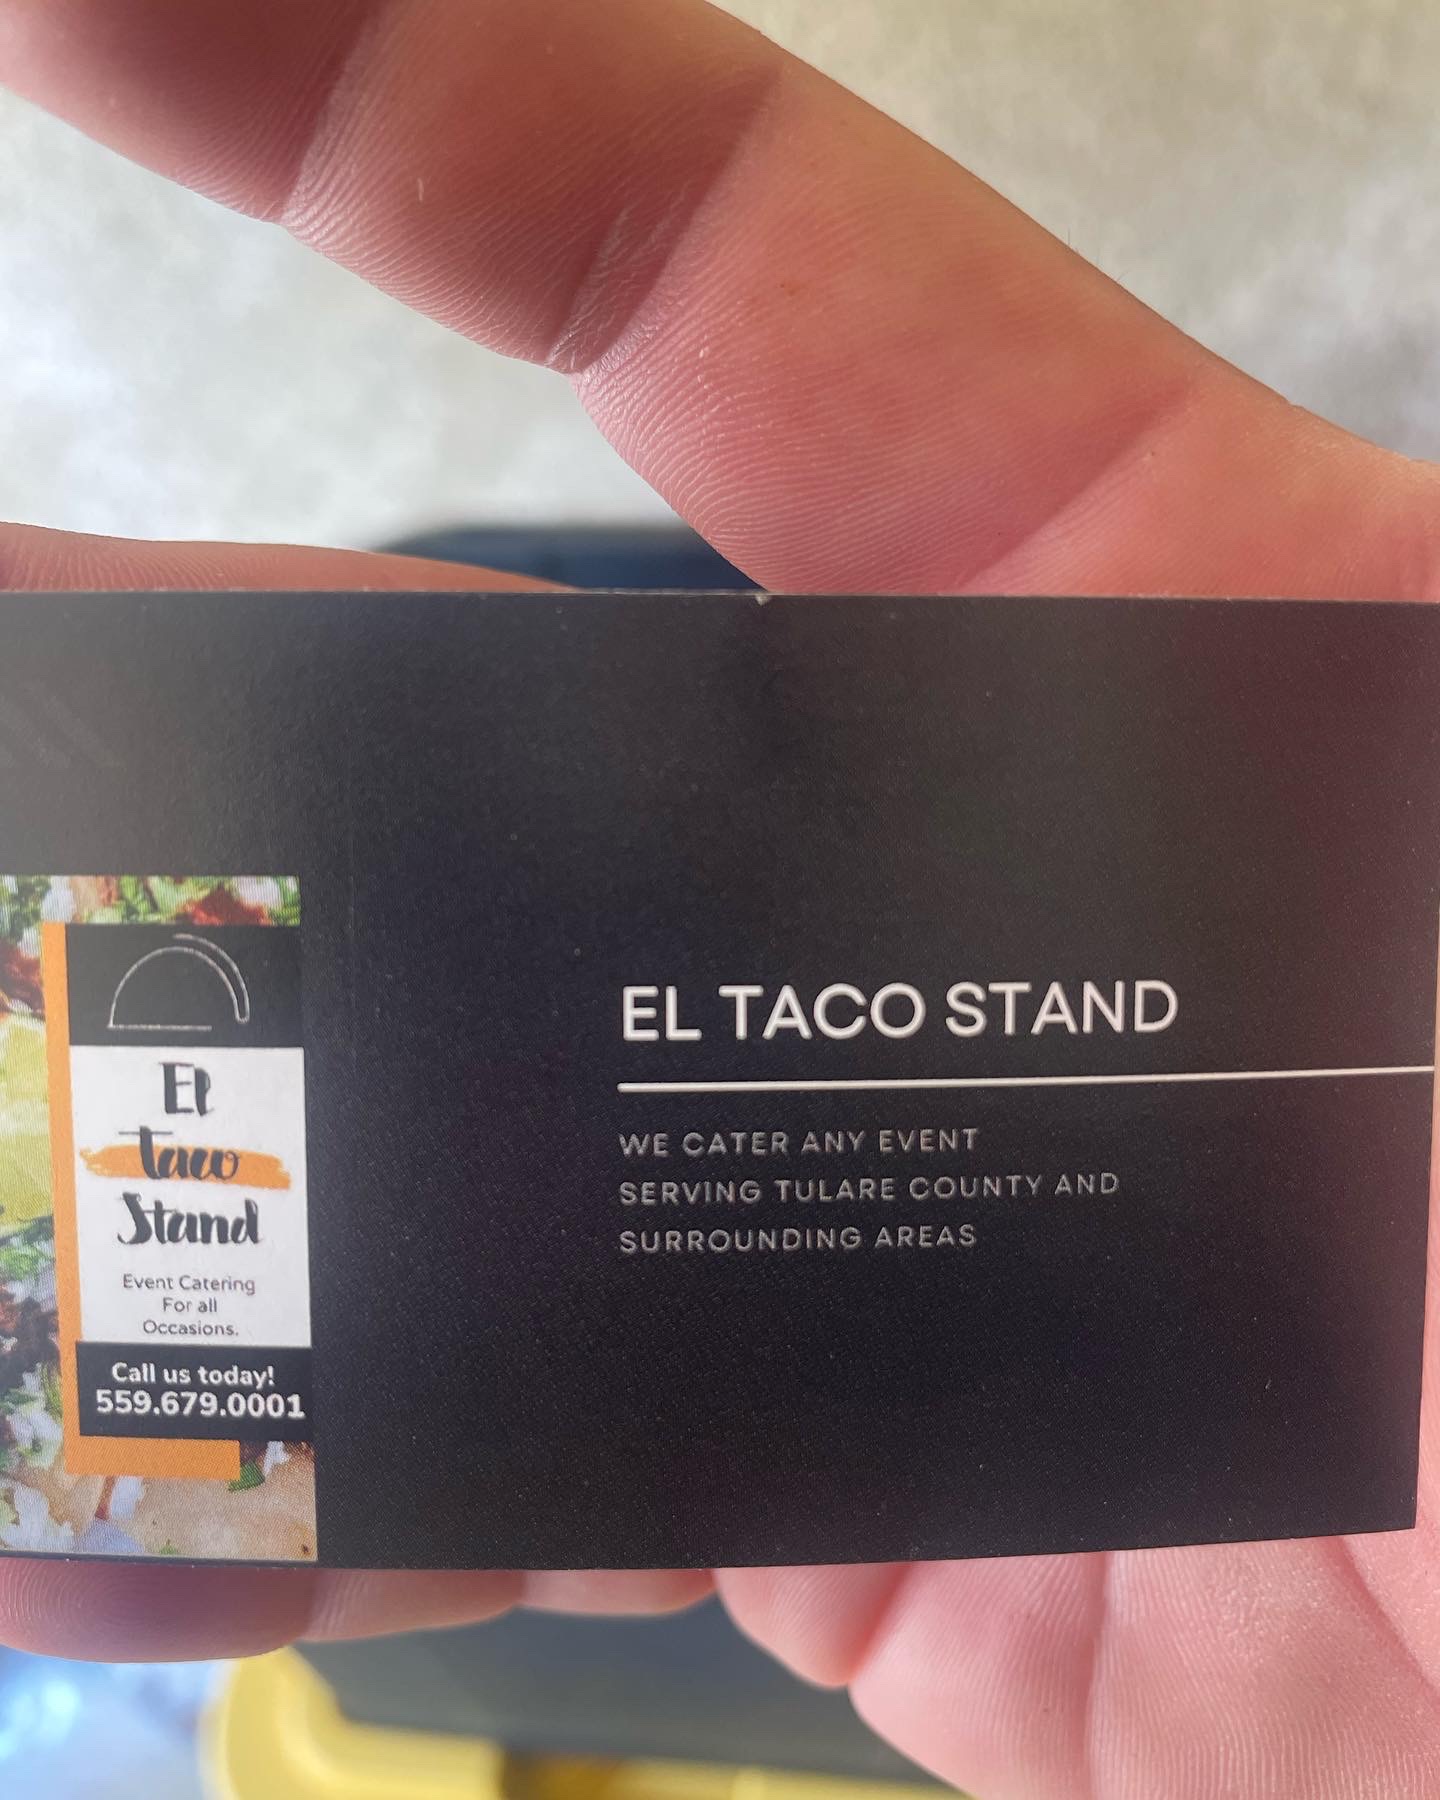 El
taco
Stand
Event Catering
For all
Occasions.
Call us today!
559.679.0001
EL TACO STAND
WE CATER ANY EVENT
SERVING TULARE COUNTY AND
SURROUNDING AREAS